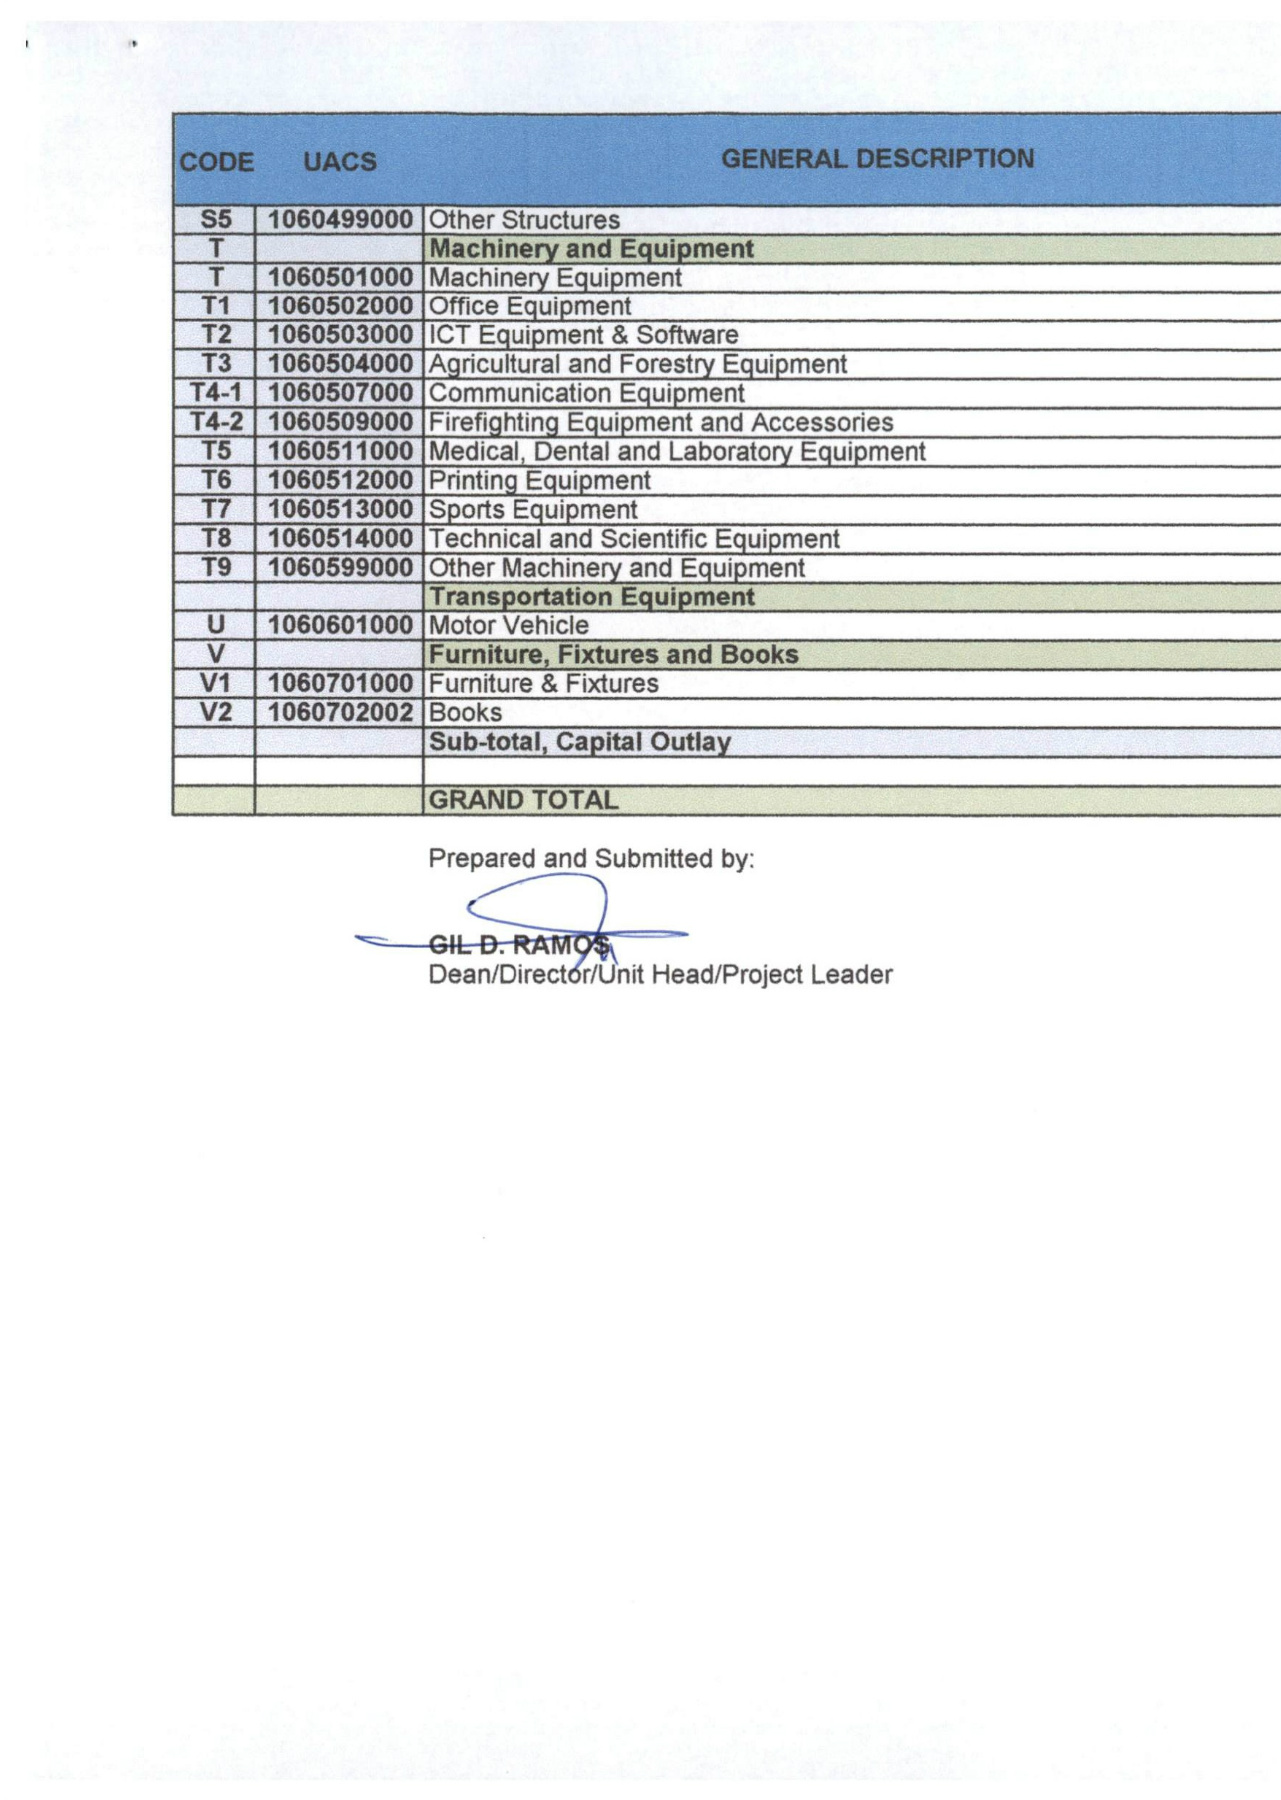 CODE UACS GENERAL DESCRIPTION
S5 1060499000 Other Structures
T Machinery and Equipment
T 1060501000 Machinery Equipment
T1 1060502000 Office Equipment
T2 1060503000 ICT Equipment & Software
T3 1060504000 Agricultural and Forestry Equipment
T4-1 1060507000 Communication Equipment
T4-2 1060509000 Firefighting Equipment and Accessories
T5 1060511000 Medical, Dental and Laboratory Equipment
T6 1060512000 Printing Equipment
T7 1060513000 Sports Equipment
T8 1060514000 Technical and Scientific Equipment
T9 1060599000 Other Machinery and Equipment
Transportation Equipment
U 1060601000 Motor Vehicle
V Furniture, Fixtures and Books
V1 1060701000 Furniture & Fixtures
V2 1060702002 Books
Sub-total, Capital Outlay
GRAND TOTAL
Prepared and Submitted by:
GIL D. RAMOS
Dean/Director/Unit Head/Project Leader